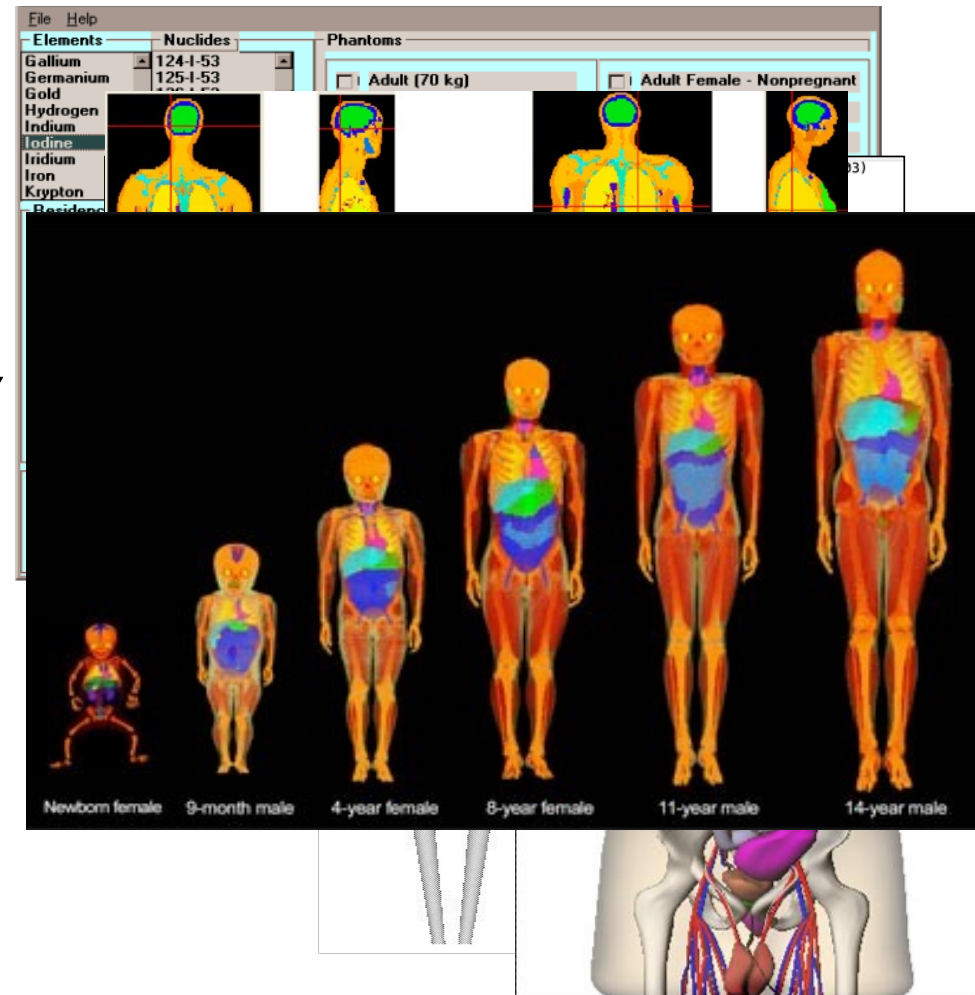 File Help
Elements Nuclides Phantoms
Gallium 124-I-53
Germanium 125-I-53 Adult (70 kg) Adult Female - Nonpregnant
Gold
Hydrogen
Indium
Iodine
Iridium
Iron 03)
Krypton
Newborn female 9-month male 4-year female 8-year female 11-year male 14-year male